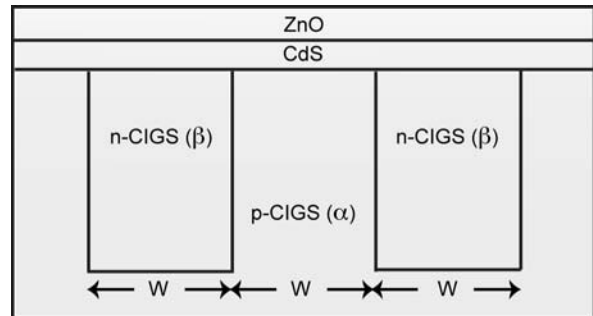 ZnO
CdS
n-CIGS (β) n-CIGS (β)
p-CIGS (α)
W W W